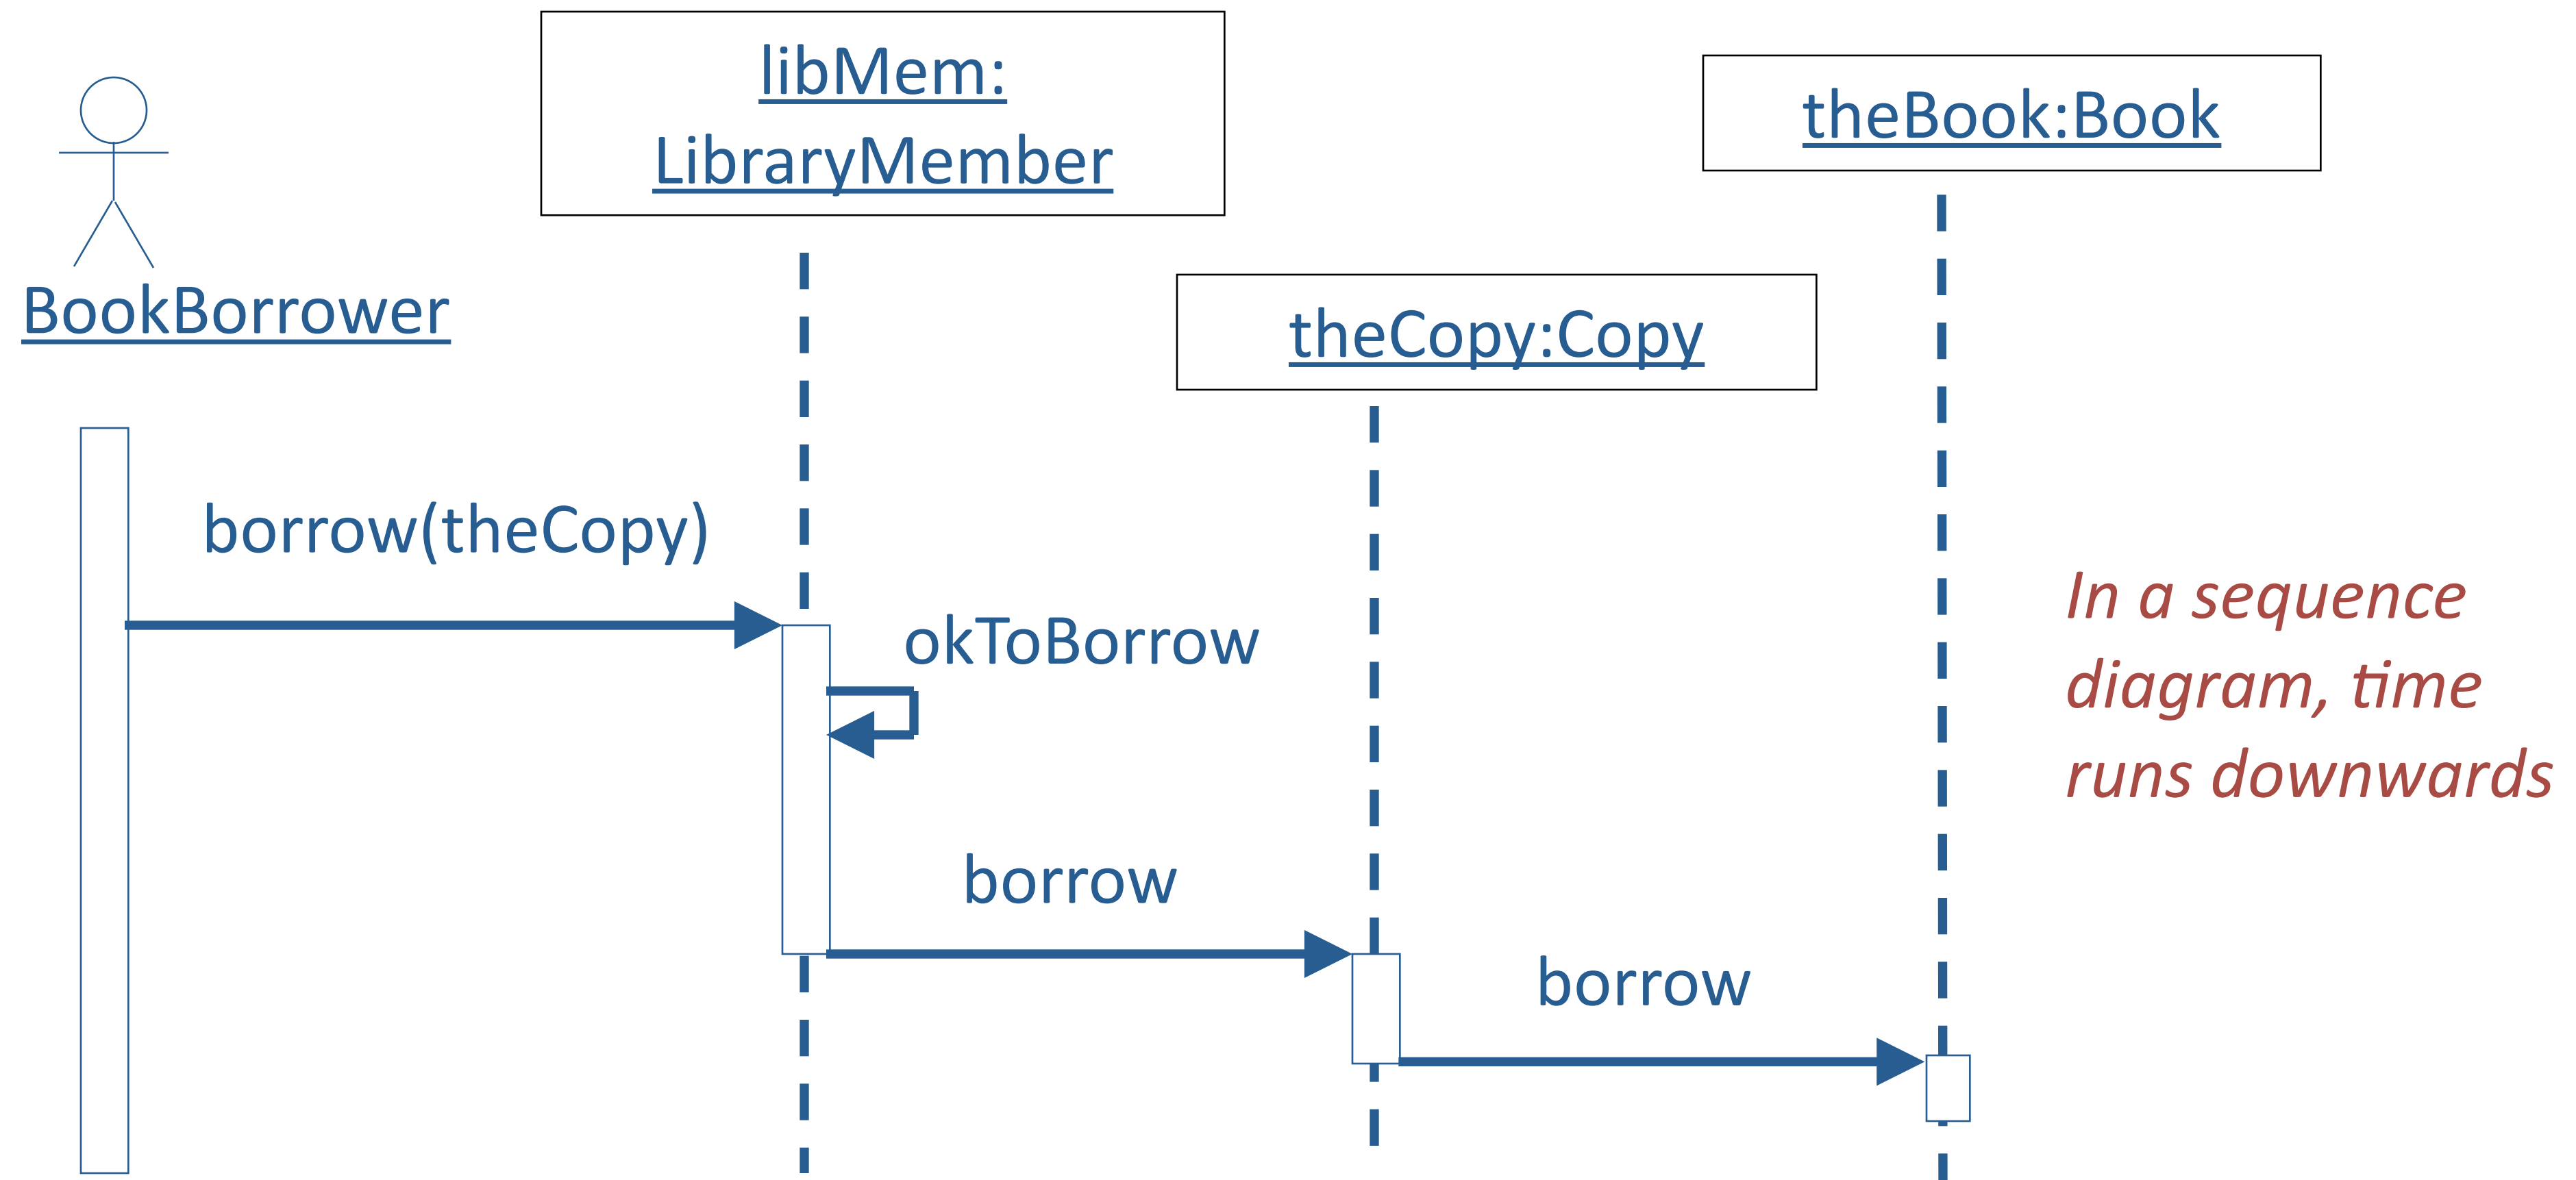 libMem:
LibraryMember
theBook:Book
BookBorrower
theCopy:Copy
borrow(theCopy)
okToBorrow
In a sequence
diagram, time
runs downwards
borrow
borrow